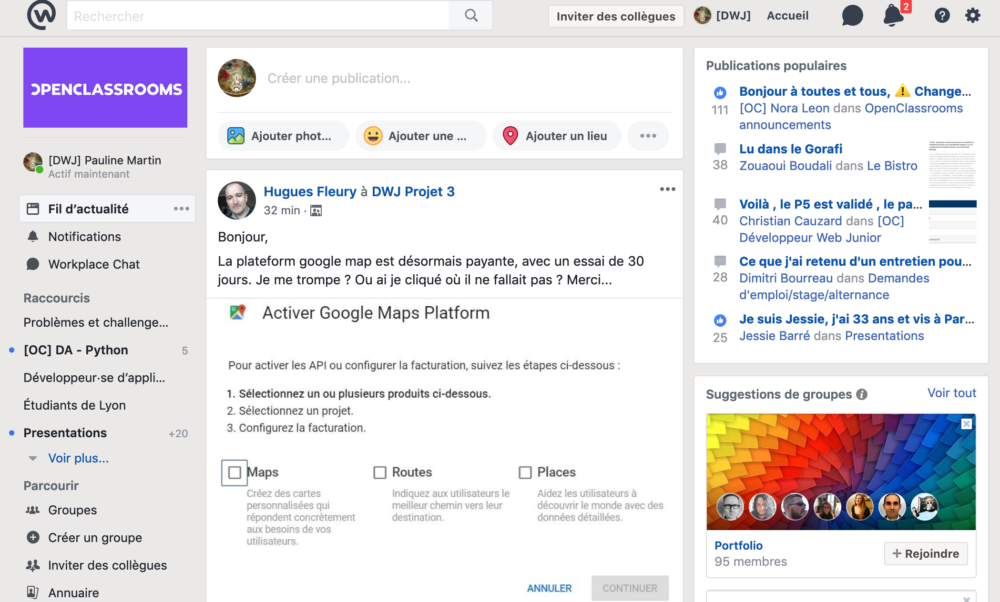 Rechercher
Inviter des collègues
[DWJ]
Accueil
2
OPENCLASSROOMS
[DWJ] Pauline Martin
Actif maintenant
Fil d’actualité
Notifications
Workplace Chat
Raccourcis
Problèmes et challenge...
[OC] DA - Python 5
Développeur·se d’appli...
Étudiants de Lyon
Presentations +20
Voir plus...
Parcourir
Groupes
Créer un groupe
Inviter des collègues
Annuaire
Créer une publication...
Ajouter phot...
Ajouter une ...
Ajouter un lieu
Hugues Fleury à DWJ Projet 3
32 min ·
Bonjour,
La plateform google map est désormais payante, avec un essai de 30
jours. Je me trompe ? Ou ai je cliqué où il ne fallait pas ? Merci...
Activer Google Maps Platform
Pour activer les API ou configurer la facturation, suivez les étapes ci-dessous :
1. Sélectionnez un ou plusieurs produits ci-dessous.
2. Sélectionnez un projet.
3. Configurez la facturation.
Maps
Créez des cartes
personnalisées qui
répondent concrètement
aux besoins de vos
utilisateurs.
Routes
Indiquez aux utilisateurs le
meilleur chemin vers leur
destination.
Places
Aidez les utilisateurs à
découvrir le monde avec des
données détaillées.
ANNULER
CONTINUER
Publications populaires
Bonjour à toutes et tous, ⚠️ Change...
111
[OC] Nora Leon dans OpenClassrooms
announcements
Lu dans le Gorafi
38
Zouaoui Boudali dans Le Bistro
Voilà , le P5 est validé , le pa...
40
Christian Cauzard dans [OC]
Développeur Web Junior
Ce que j'ai retenu d'un entretien pou...
28
Dimitri Bourreau dans Demandes
d'emploi/stage/alternance
Je suis Jessie, j'ai 33 ans et vis à Par...
25
Jessie Barré dans Presentations
Suggestions de groupes
Voir tout
Portfolio
95 membres
+ Rejoindre